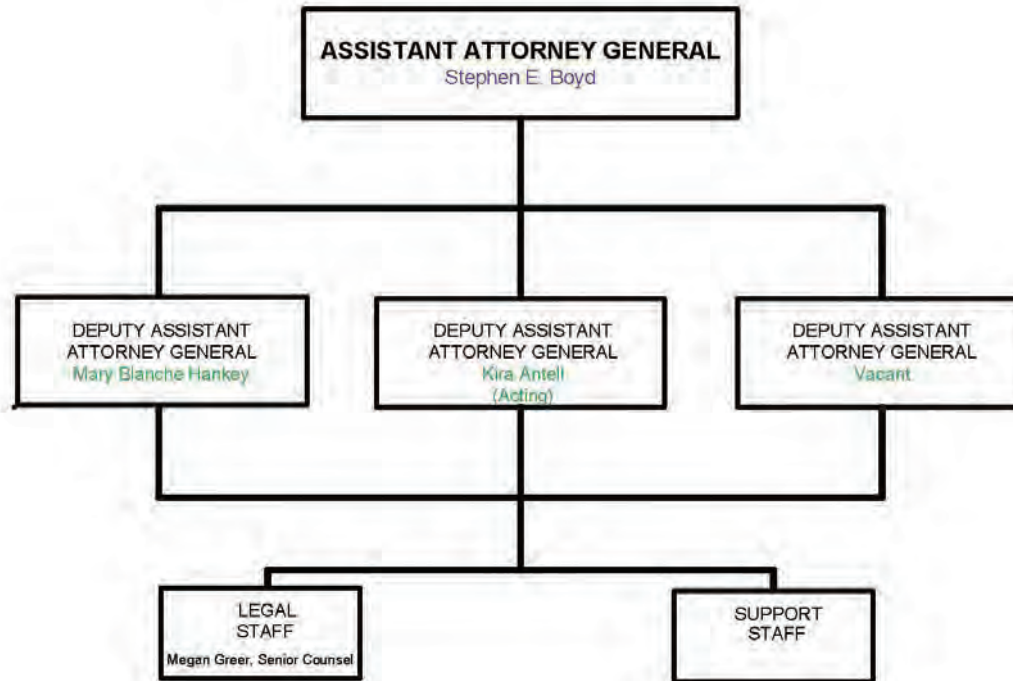 ASSISTANT ATTORNEY GENERAL
Stephen E. Boyd
DEPUTY ASSISTANT
ATTORNEY GENERAL
Mary Blanche Hankey
DEPUTY ASSISTANT
ATTORNEY GENERAL
Kira Antell
(Acting)
DEPUTY ASSISTANT
ATTORNEY GENERAL
Vacant
LEGAL
STAFF
Megan Greer, Senior Counsel
SUPPORT
STAFF